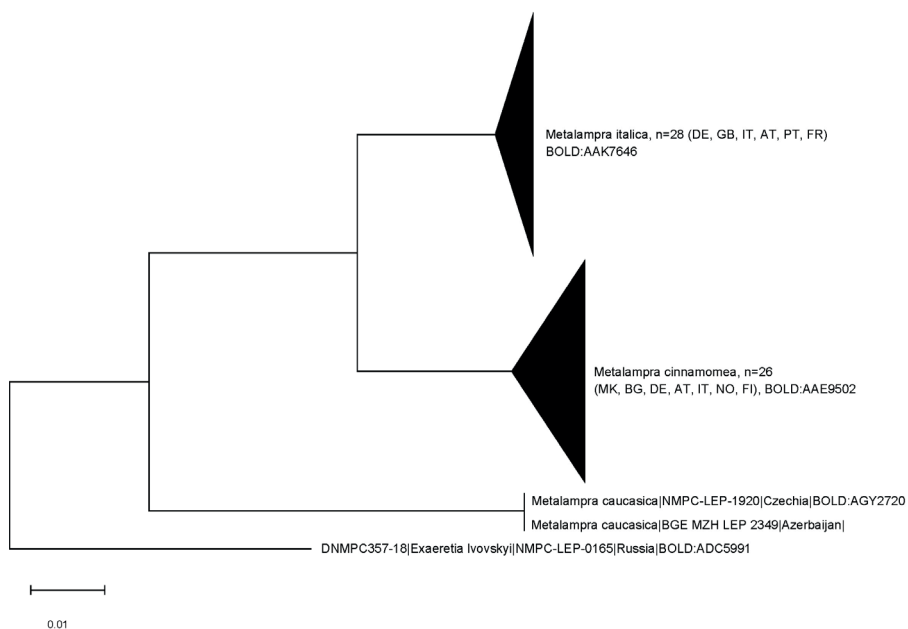 Metalampra italica, n=28 (DE, GB, IT, AT, PT, FR)
BOLD:AAK7646
Metalampra cinnamomea, n=26
(MK, BG, DE, AT, IT, NO, FI), BOLD:AAE9502
Metalampra caucasica|NMPC-LEP-1920|Czechia|BOLD:AGY2720
Metalampra caucasica|BGE MZH LEP 2349|Azerbaijan|
DNMPC357-18|Exaeretia lvovskyi|NMPC-LEP-0165|Russia|BOLD:ADC5991
0.01